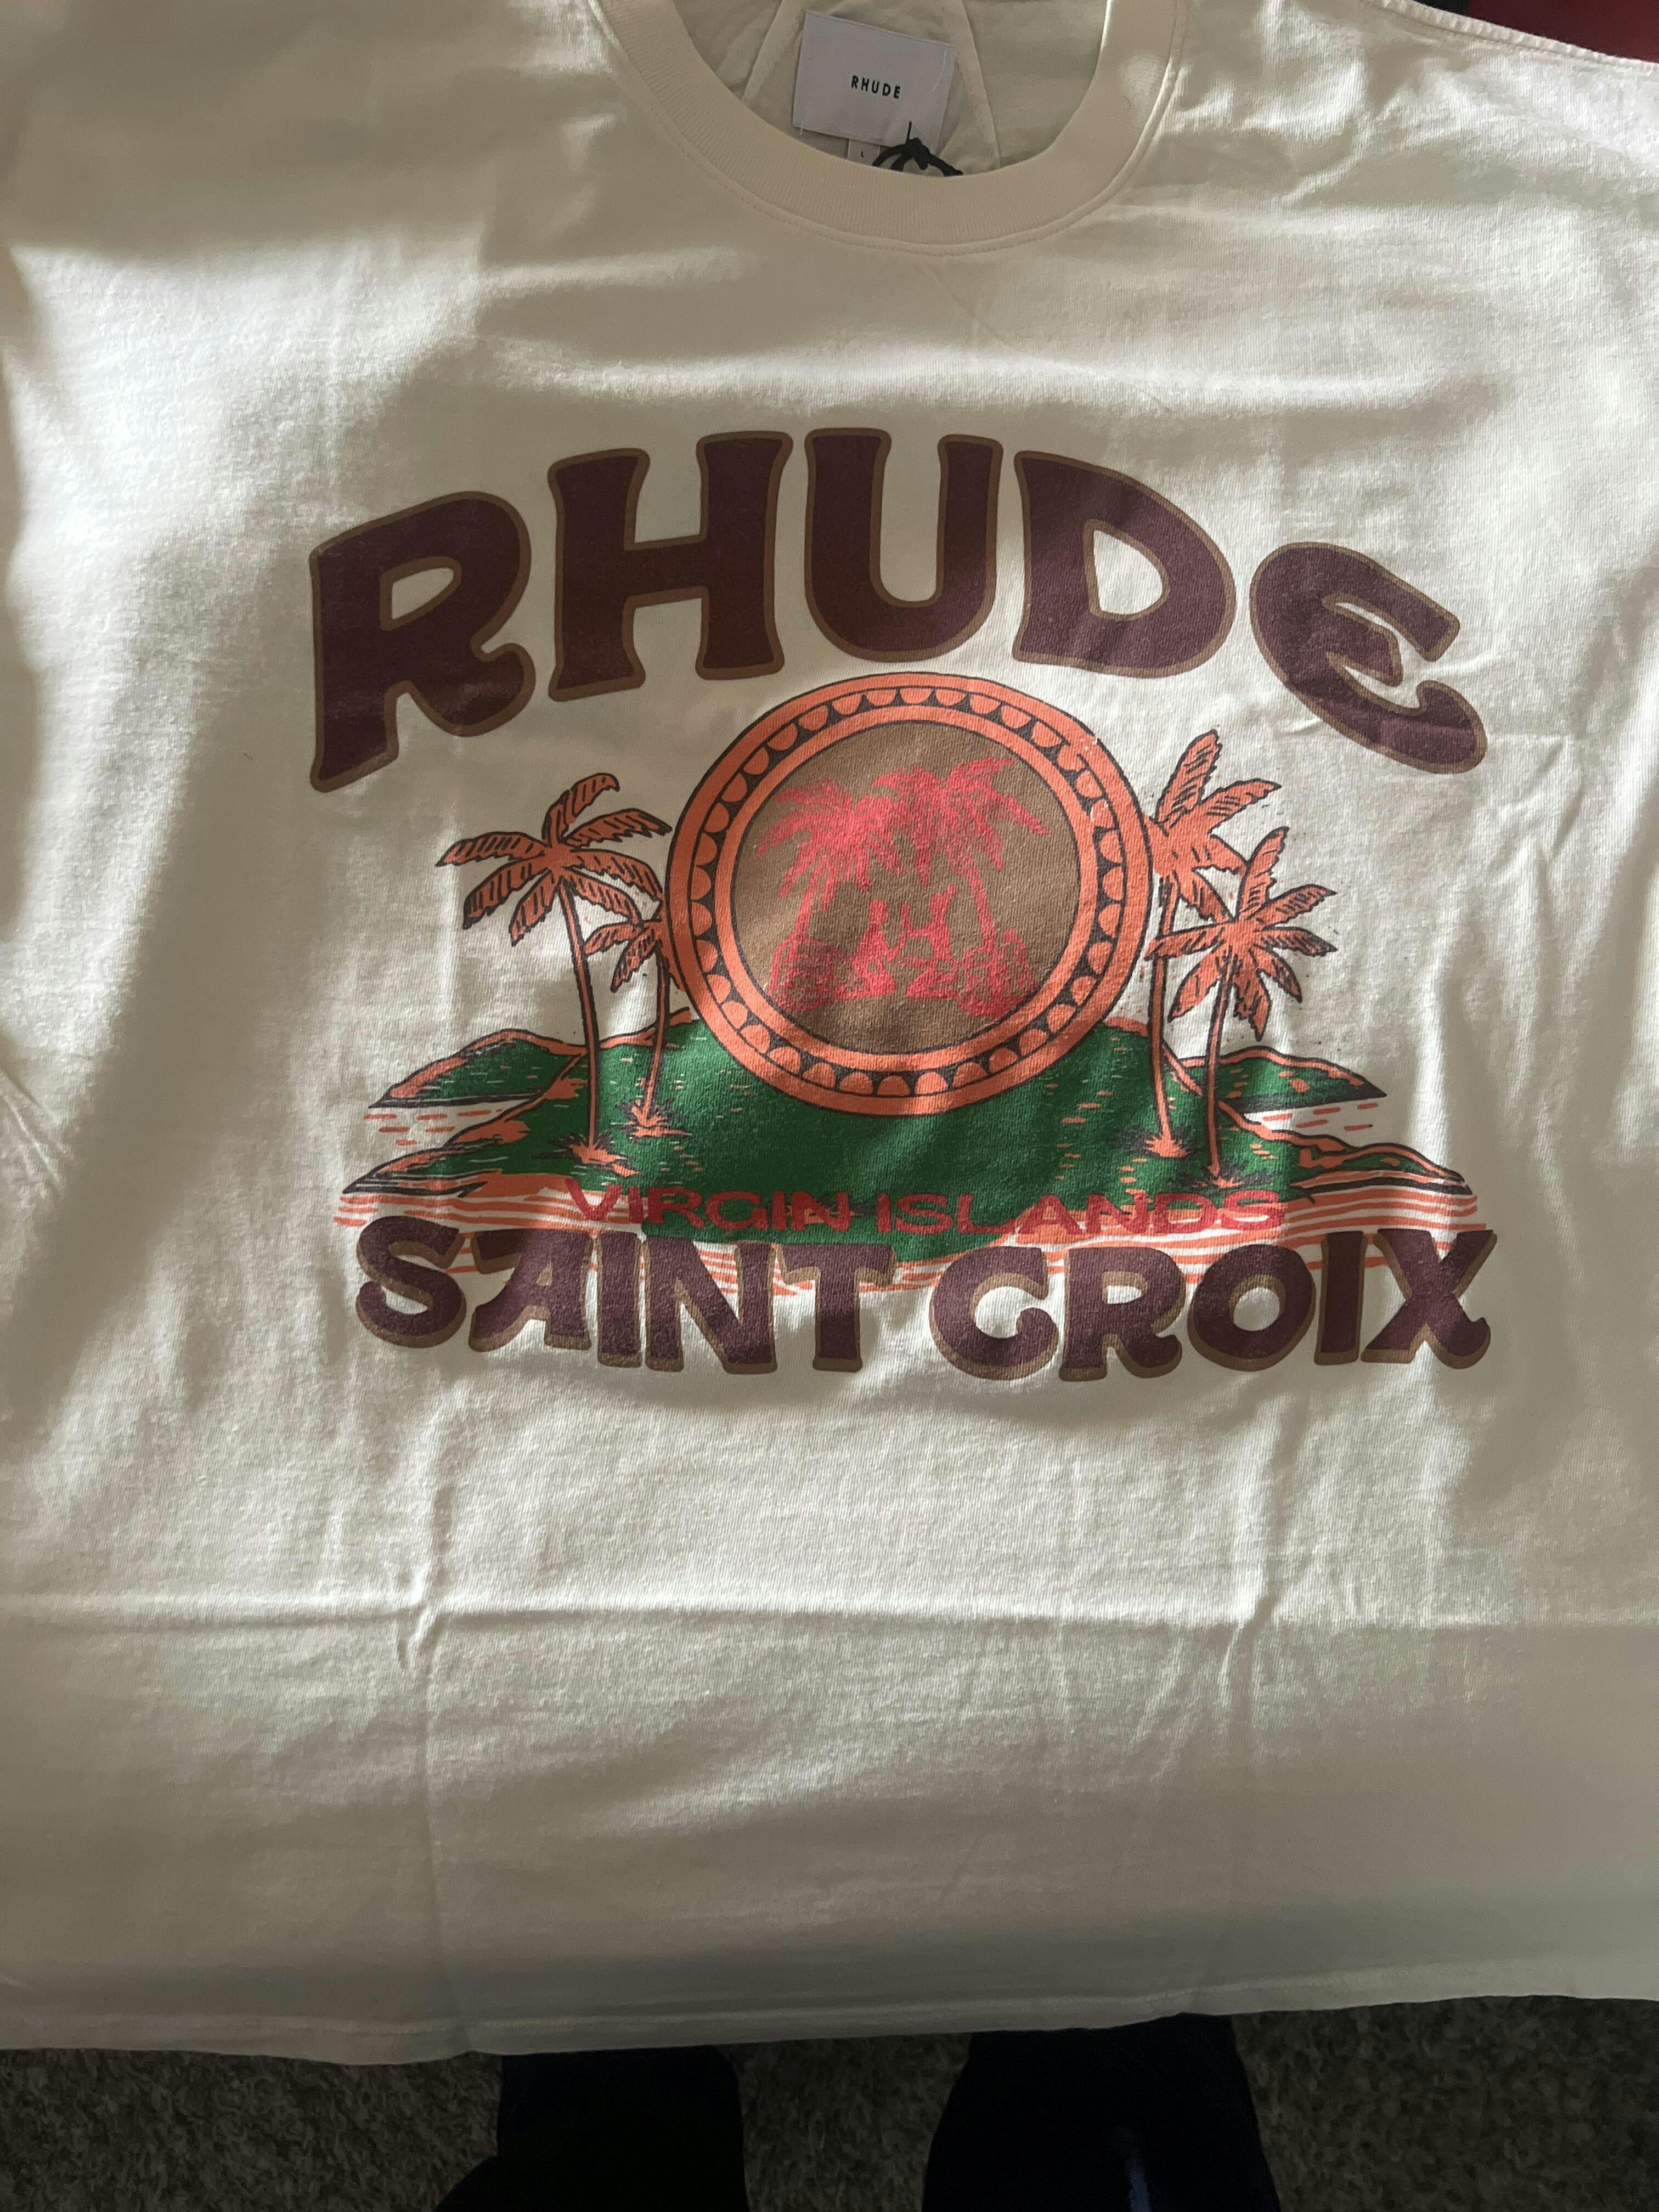 RHUDE
L
RHUDE
VIRGIN ISLANDS
SAINT CROIX